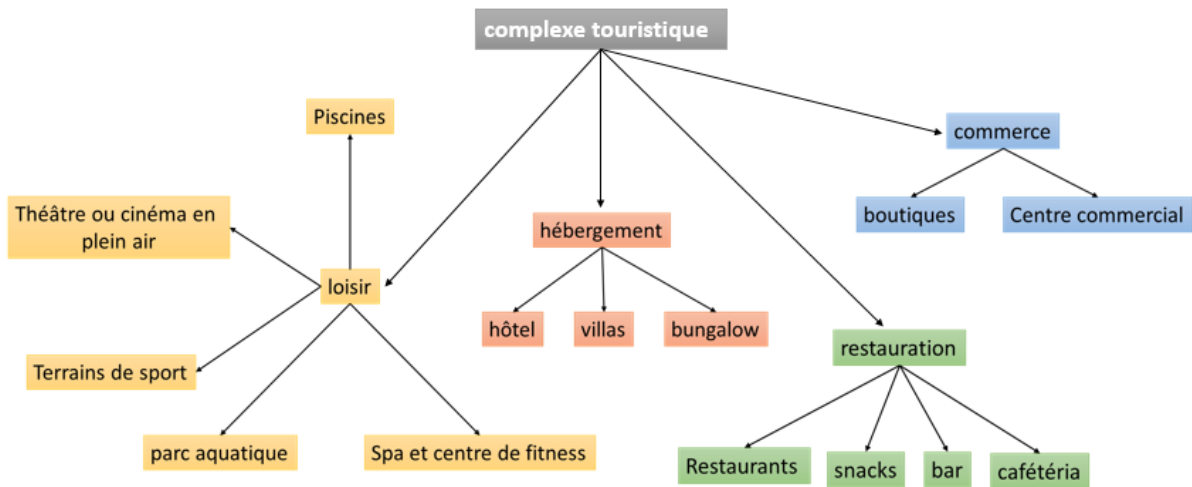 complexe touristique
Piscines
Théâtre ou cinéma en
plein air
loisir
Terrains de sport
parc aquatique
Spa et centre de fitness
hébergement
hôtel
villas
bungalow
commerce
boutiques
Centre commercial
restauration
Restaurants
snacks
bar
cafétéria